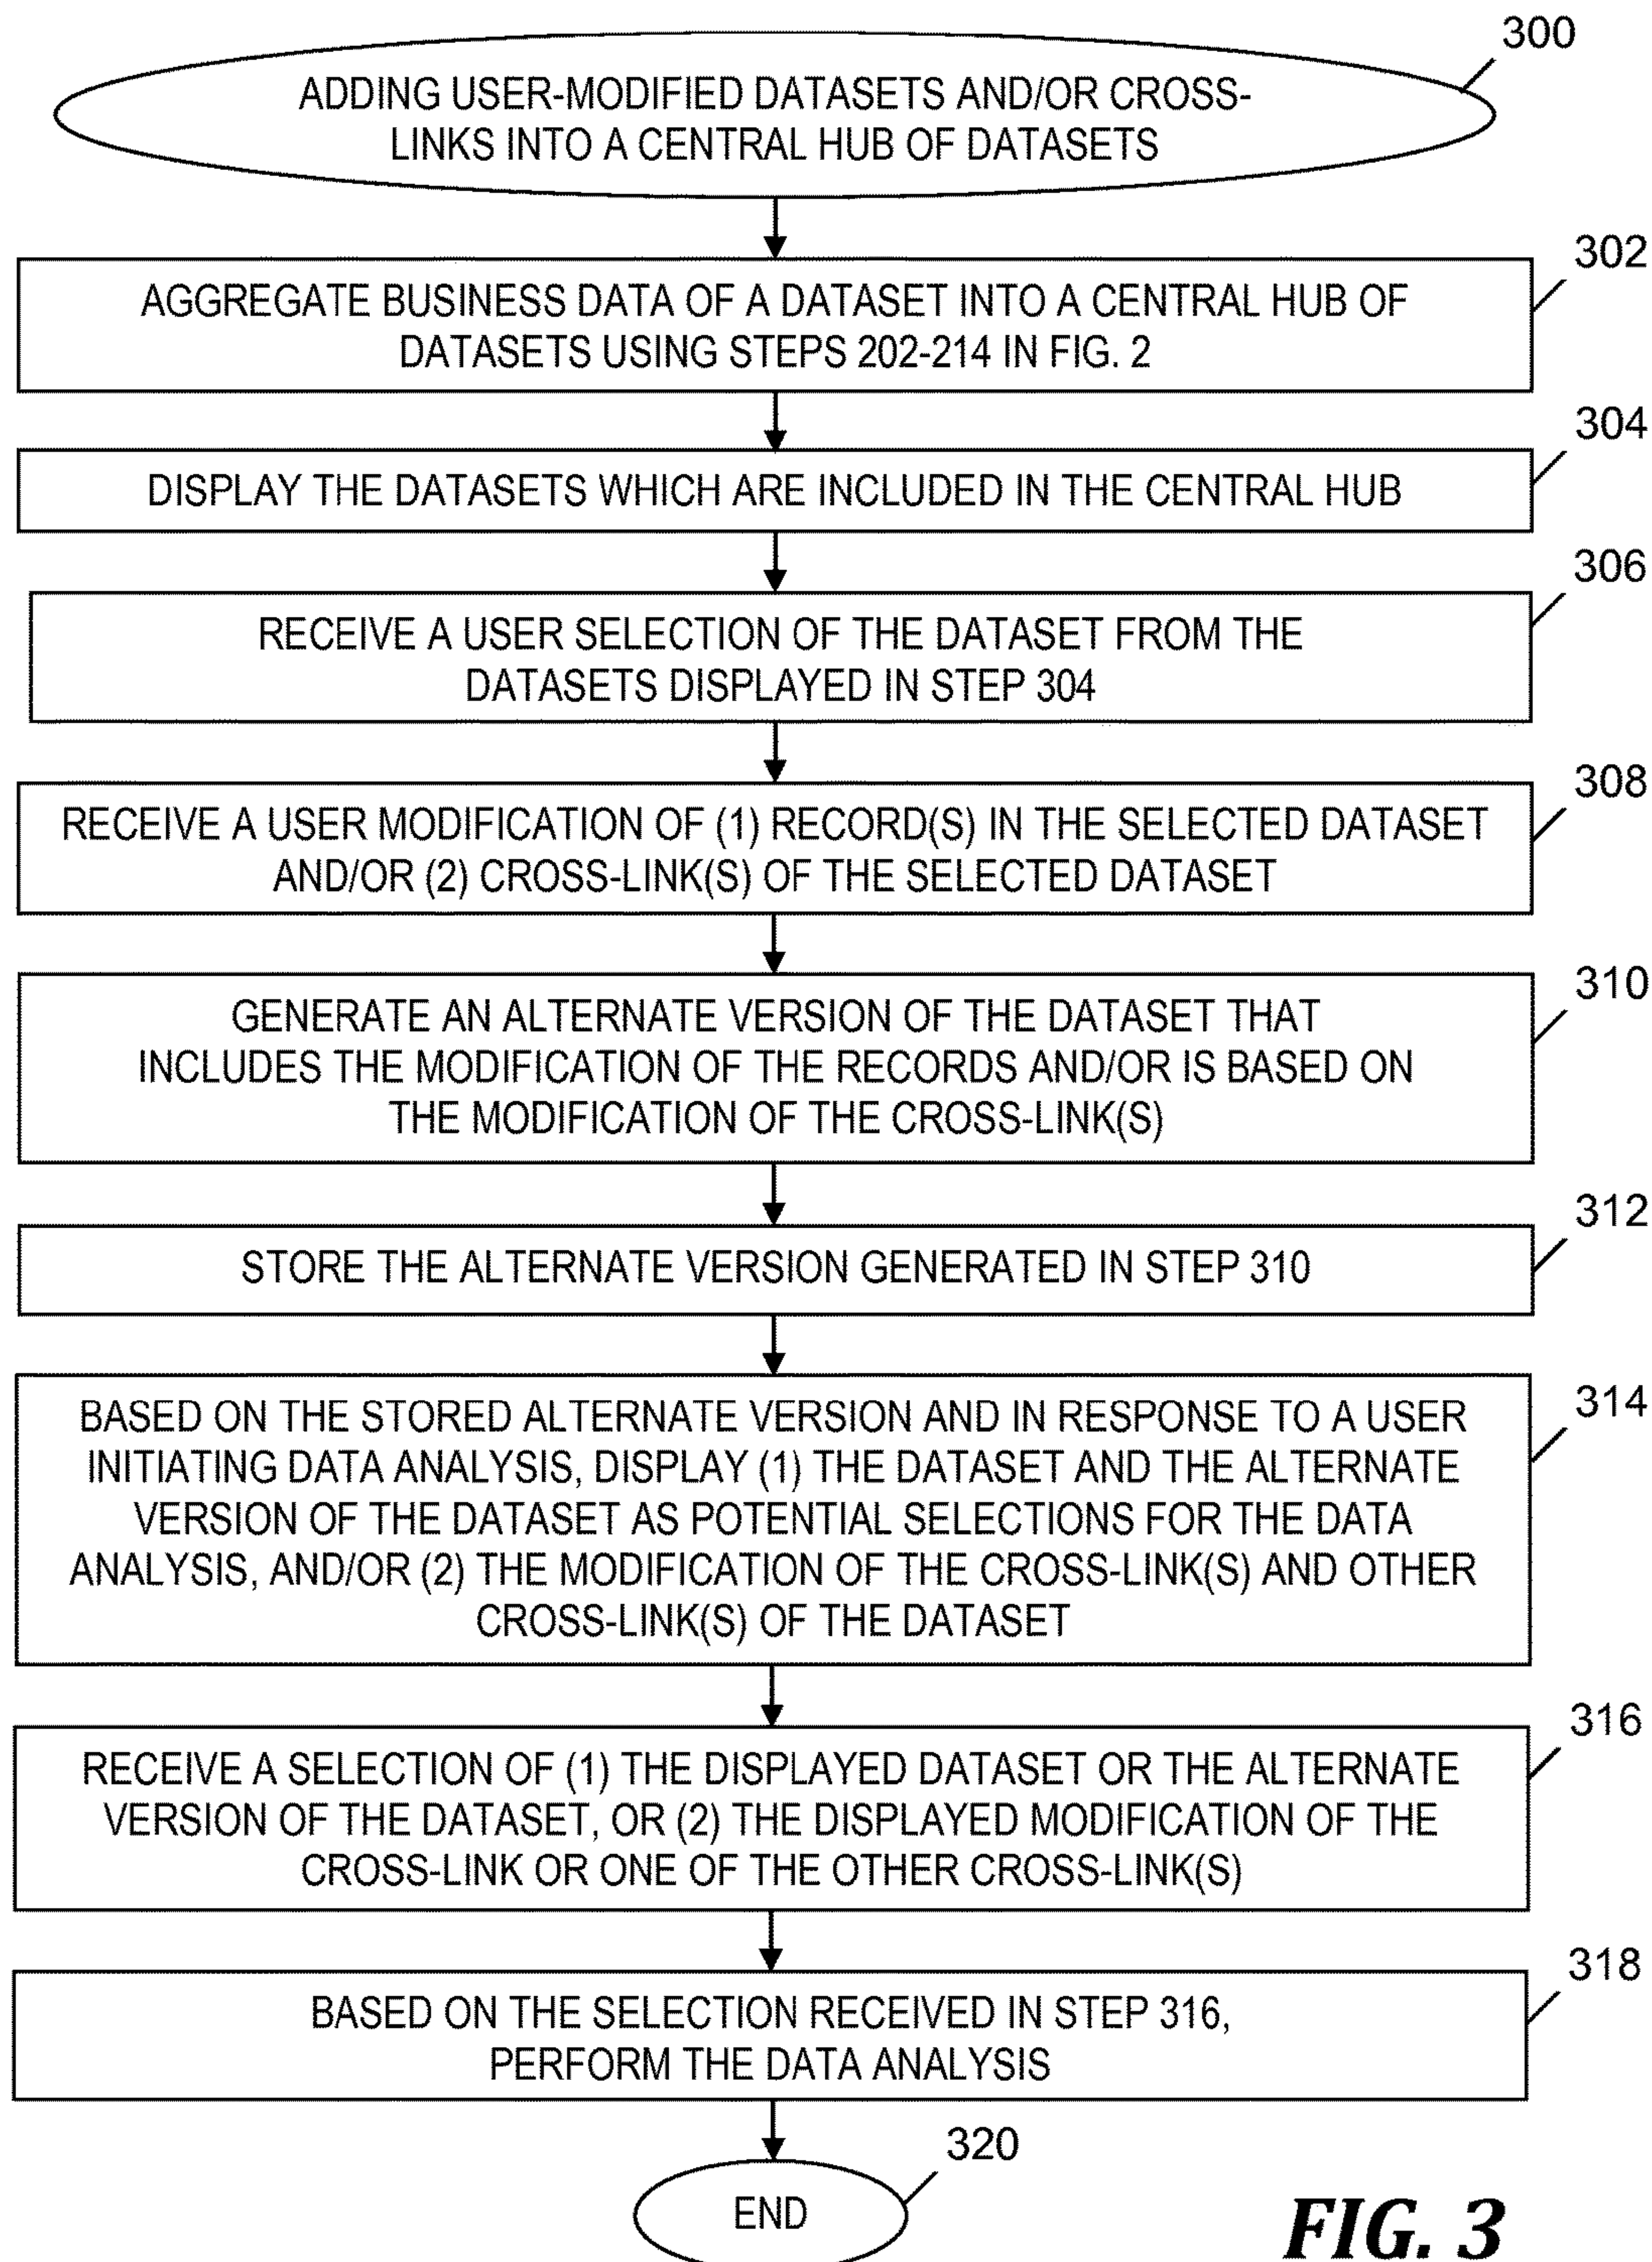 300
ADDING USER-MODIFIED DATASETS AND/OR CROSS-
LINKS INTO A CENTRAL HUB OF DATASETS
302
AGGREGATE BUSINESS DATA OF A DATASET INTO A CENTRAL HUB OF
DATASETS USING STEPS 202-214 IN FIG. 2
304
DISPLAY THE DATASETS WHICH ARE INCLUDED IN THE CENTRAL HUB
306
RECEIVE A USER SELECTION OF THE DATASET FROM THE
DATASETS DISPLAYED IN STEP 304
308
RECEIVE A USER MODIFICATION OF (1) RECORD(S) IN THE SELECTED DATASET
AND/OR (2) CROSS-LINK(S) OF THE SELECTED DATASET
310
GENERATE AN ALTERNATE VERSION OF THE DATASET THAT
INCLUDES THE MODIFICATION OF THE RECORDS AND/OR IS BASED ON
THE MODIFICATION OF THE CROSS-LINK(S)
312
STORE THE ALTERNATE VERSION GENERATED IN STEP 310
314
BASED ON THE STORED ALTERNATE VERSION AND IN RESPONSE TO A USER
INITIATING DATA ANALYSIS, DISPLAY (1) THE DATASET AND THE ALTERNATE
VERSION OF THE DATASET AS POTENTIAL SELECTIONS FOR THE DATA
ANALYSIS, AND/OR (2) THE MODIFICATION OF THE CROSS-LINK(S) AND OTHER
CROSS-LINK(S) OF THE DATASET
316
RECEIVE A SELECTION OF (1) THE DISPLAYED DATASET OR THE ALTERNATE
VERSION OF THE DATASET, OR (2) THE DISPLAYED MODIFICATION OF THE
CROSS-LINK OR ONE OF THE OTHER CROSS-LINK(S)
318
BASED ON THE SELECTION RECEIVED IN STEP 316,
PERFORM THE DATA ANALYSIS
320
END
FIG. 3